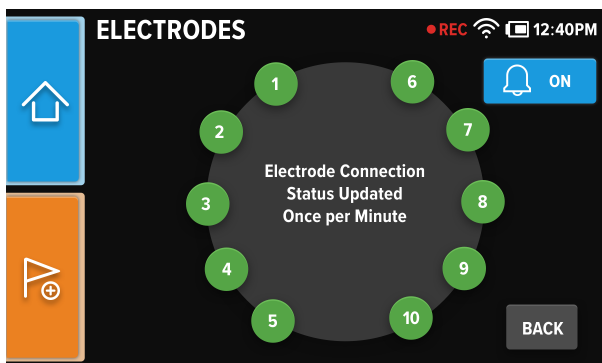 ELECTRODES
REC 12:40PM
ON
1
6
2
7
Electrode Connection
Status Updated
Once per Minute
3
8
4
9
5
10
BACK